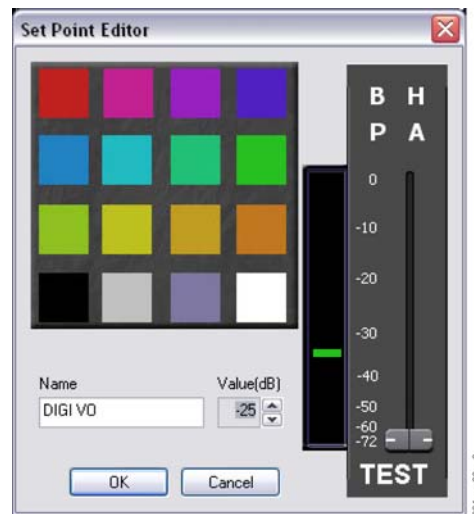 Set Point Editor
B H
P A
0
-10
-20
-30
-40
-50
-60
-72
TEST
Name
Value(dB)
DIGI VO
-25
OK
Cancel